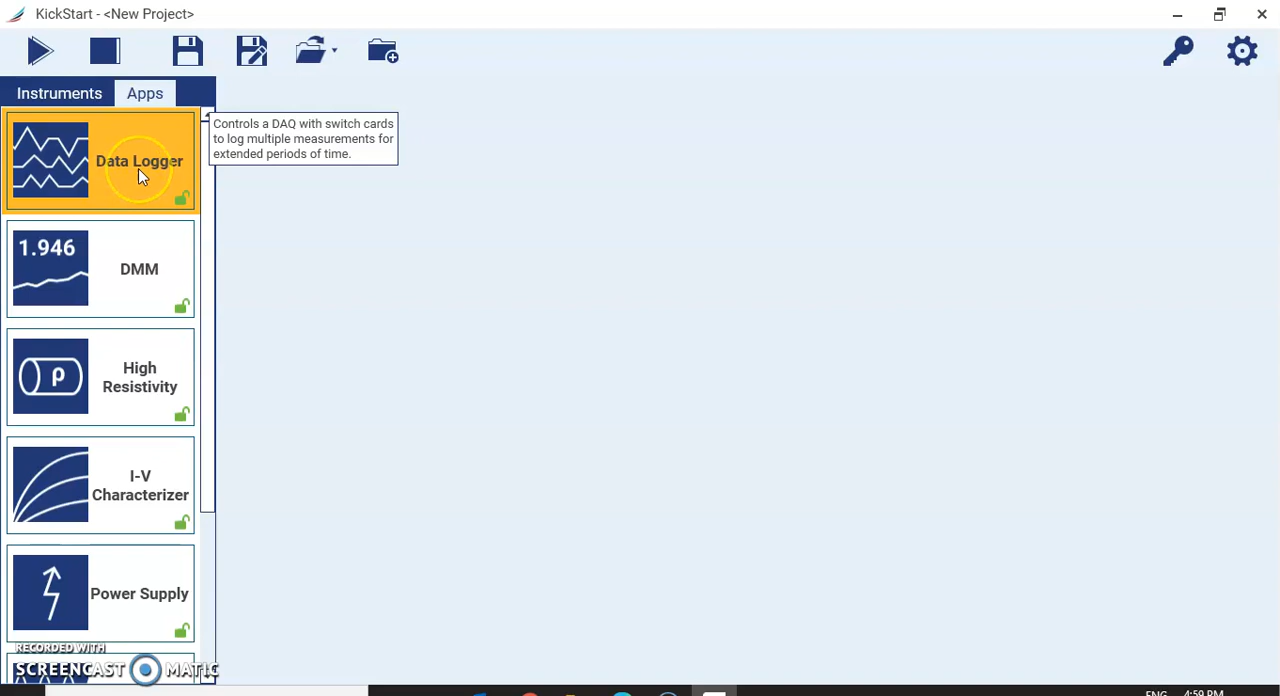 KickStart - <New Project>
Instruments
Apps
Controls a DAQ with switch cards
to log multiple measurements for
extended periods of time.
Data Logger
1.946
DMM
ρ
High
Resistivity
I-V
Characterizer
Power Supply
RECORDED WITH
SCREENCAST MATIC
ENG
4:59 PM